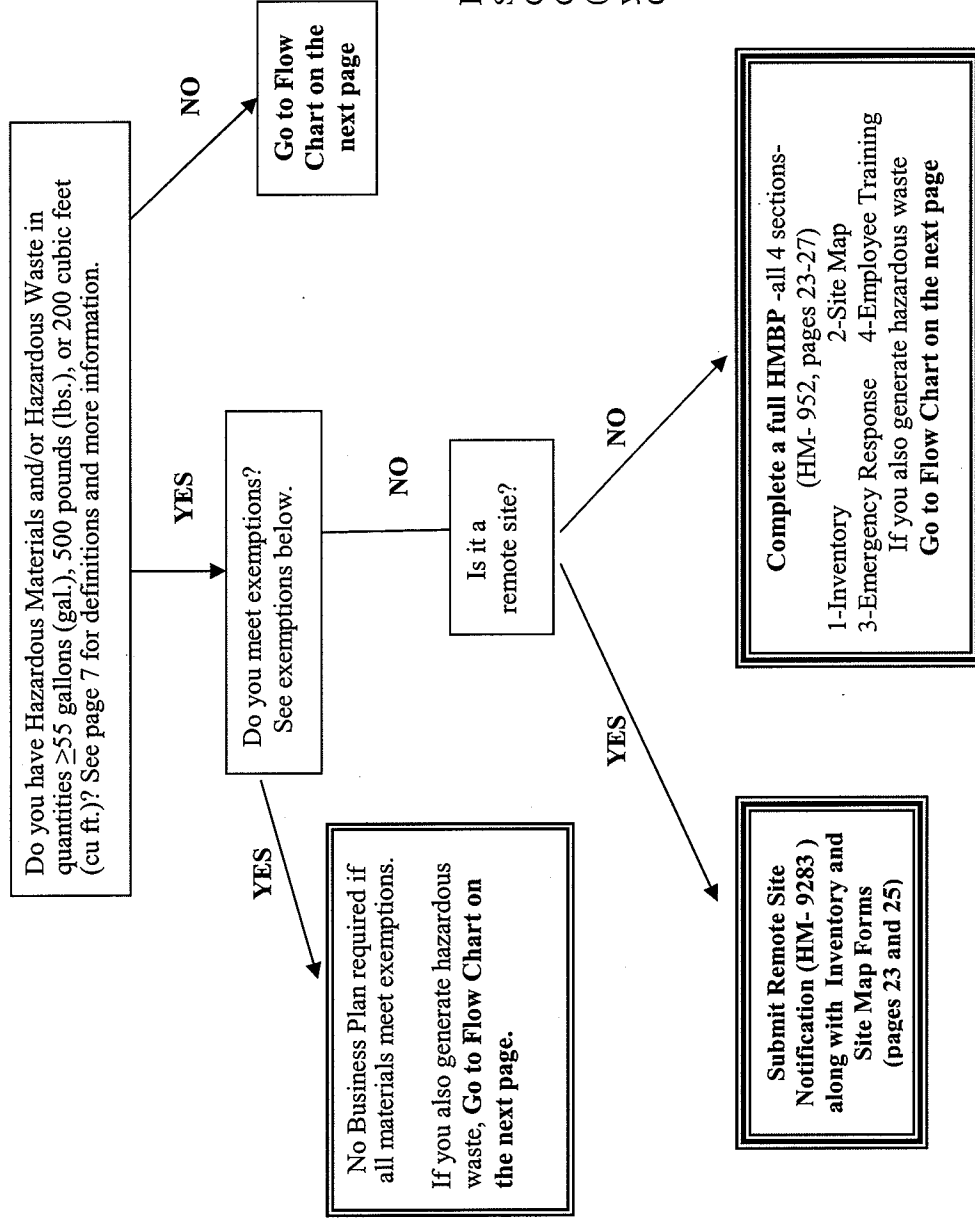 Do you have Hazardous Materials and/or Hazardous Waste in
quantities ≥55 gallons (gal.), 500 pounds (lbs.), or 200 cubic feet
(cu ft.)? See page 7 for definitions and more information.
NO
Go to Flow
Chart on the
next page
YES
Do you meet exemptions?
See exemptions below.
YES
No Business Plan required if
all materials meet exemptions.
If you also generate hazardous
waste, Go to Flow Chart on
the next page.
NO
Is it a
remote site?
YES
Submit Remote Site
Notification (HM- 9283 )
along with Inventory and
Site Map Forms
(pages 23 and 25)
NO
Complete a full HMBP -all 4 sections-
(HM- 952, pages 23-27)
1-Inventory 2-Site Map
3-Emergency Response 4-Employee Training
If you also generate hazardous waste
Go to Flow Chart on the next page